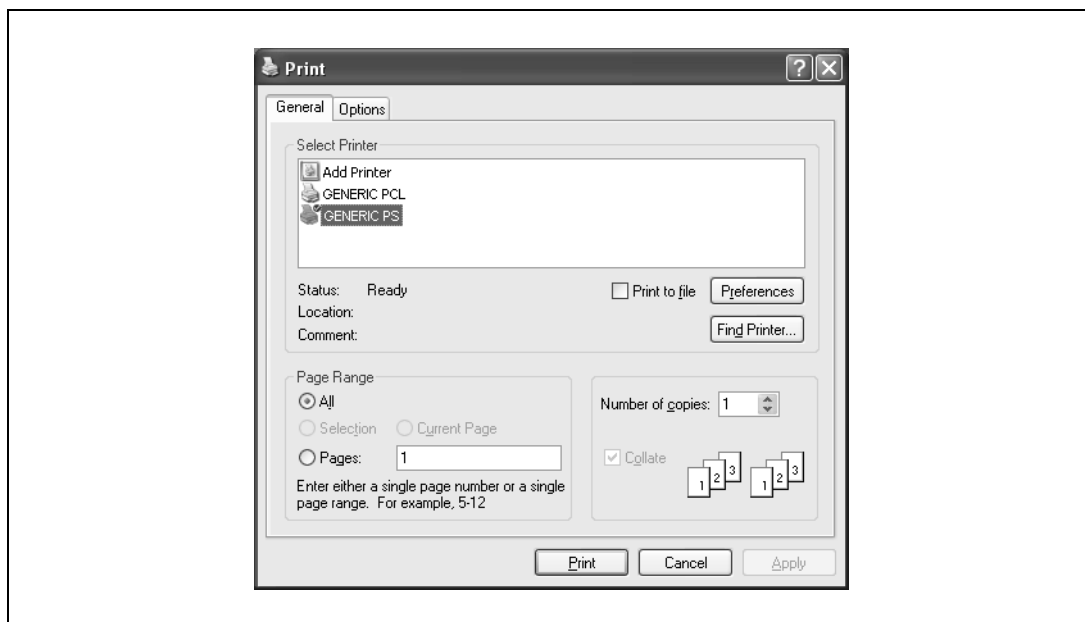 Print
General Options
Select Printer
Add Printer
GENERIC PCL
GENERIC PS
Status: Ready
Location:
Comment:
Print to file
Preferences
Find Printer...
Page Range
All
Selection Current Page
Pages: 1
Enter either a single page number or a single
page range. For example, 5-12
Number of copies: 1
Collate
1 2 3 1 2 3
Print Cancel Apply